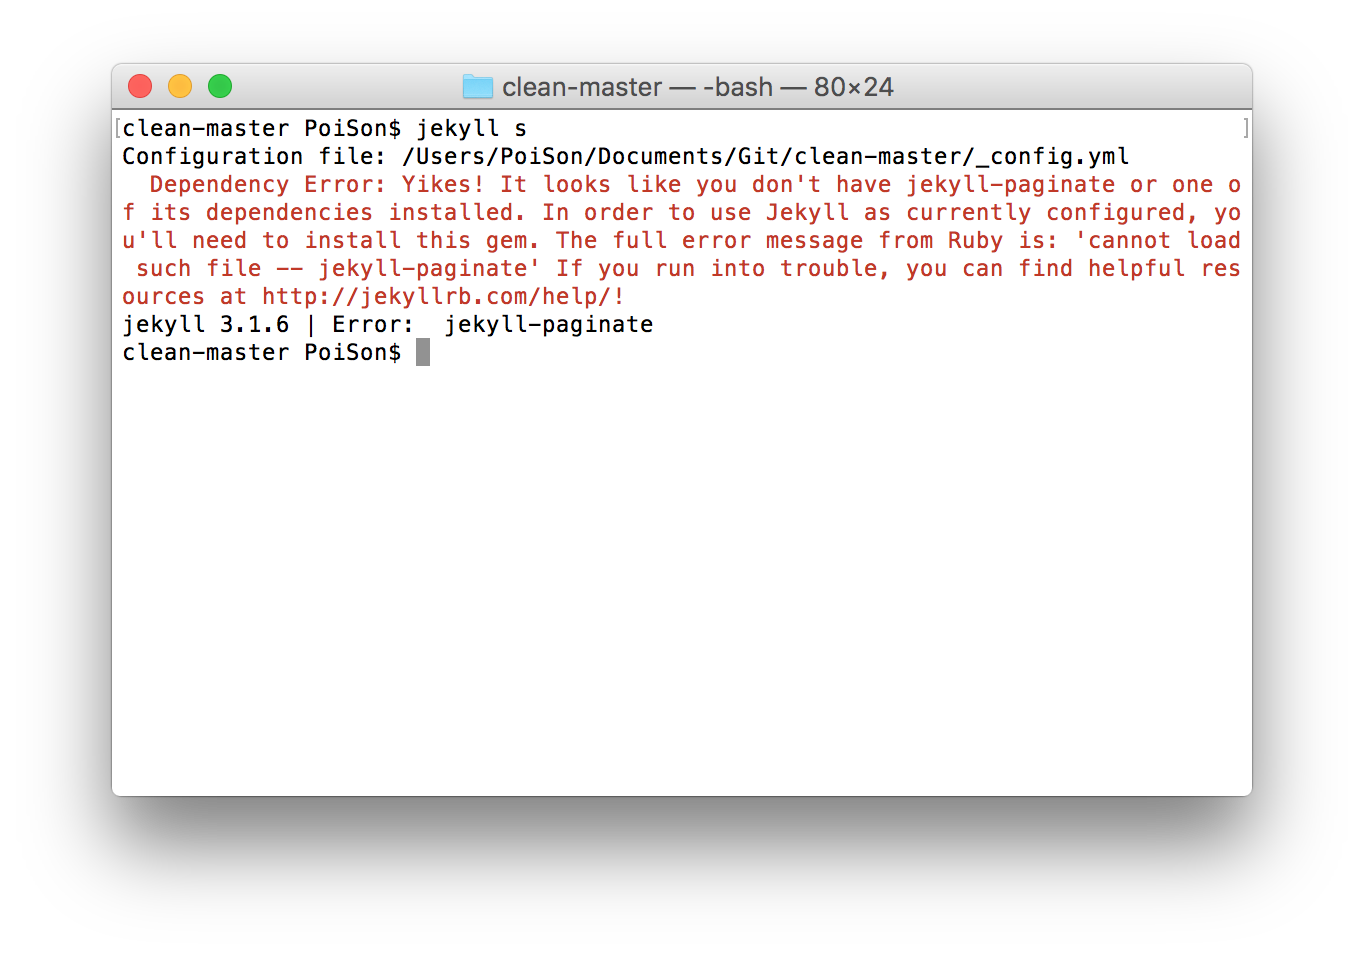 clean-master — -bash — 80×24
[clean-master PoiSon$ jekyll s ]
Configuration file: /Users/PoiSon/Documents/Git/clean-master/_config.yml
  Dependency Error: Yikes! It looks like you don't have jekyll-paginate or one o
f its dependencies installed. In order to use Jekyll as currently configured, yo
u'll need to install this gem. The full error message from Ruby is: 'cannot load
 such file -- jekyll-paginate' If you run into trouble, you can find helpful res
ources at http://jekyllrb.com/help/!
jekyll 3.1.6 | Error:  jekyll-paginate
clean-master PoiSon$